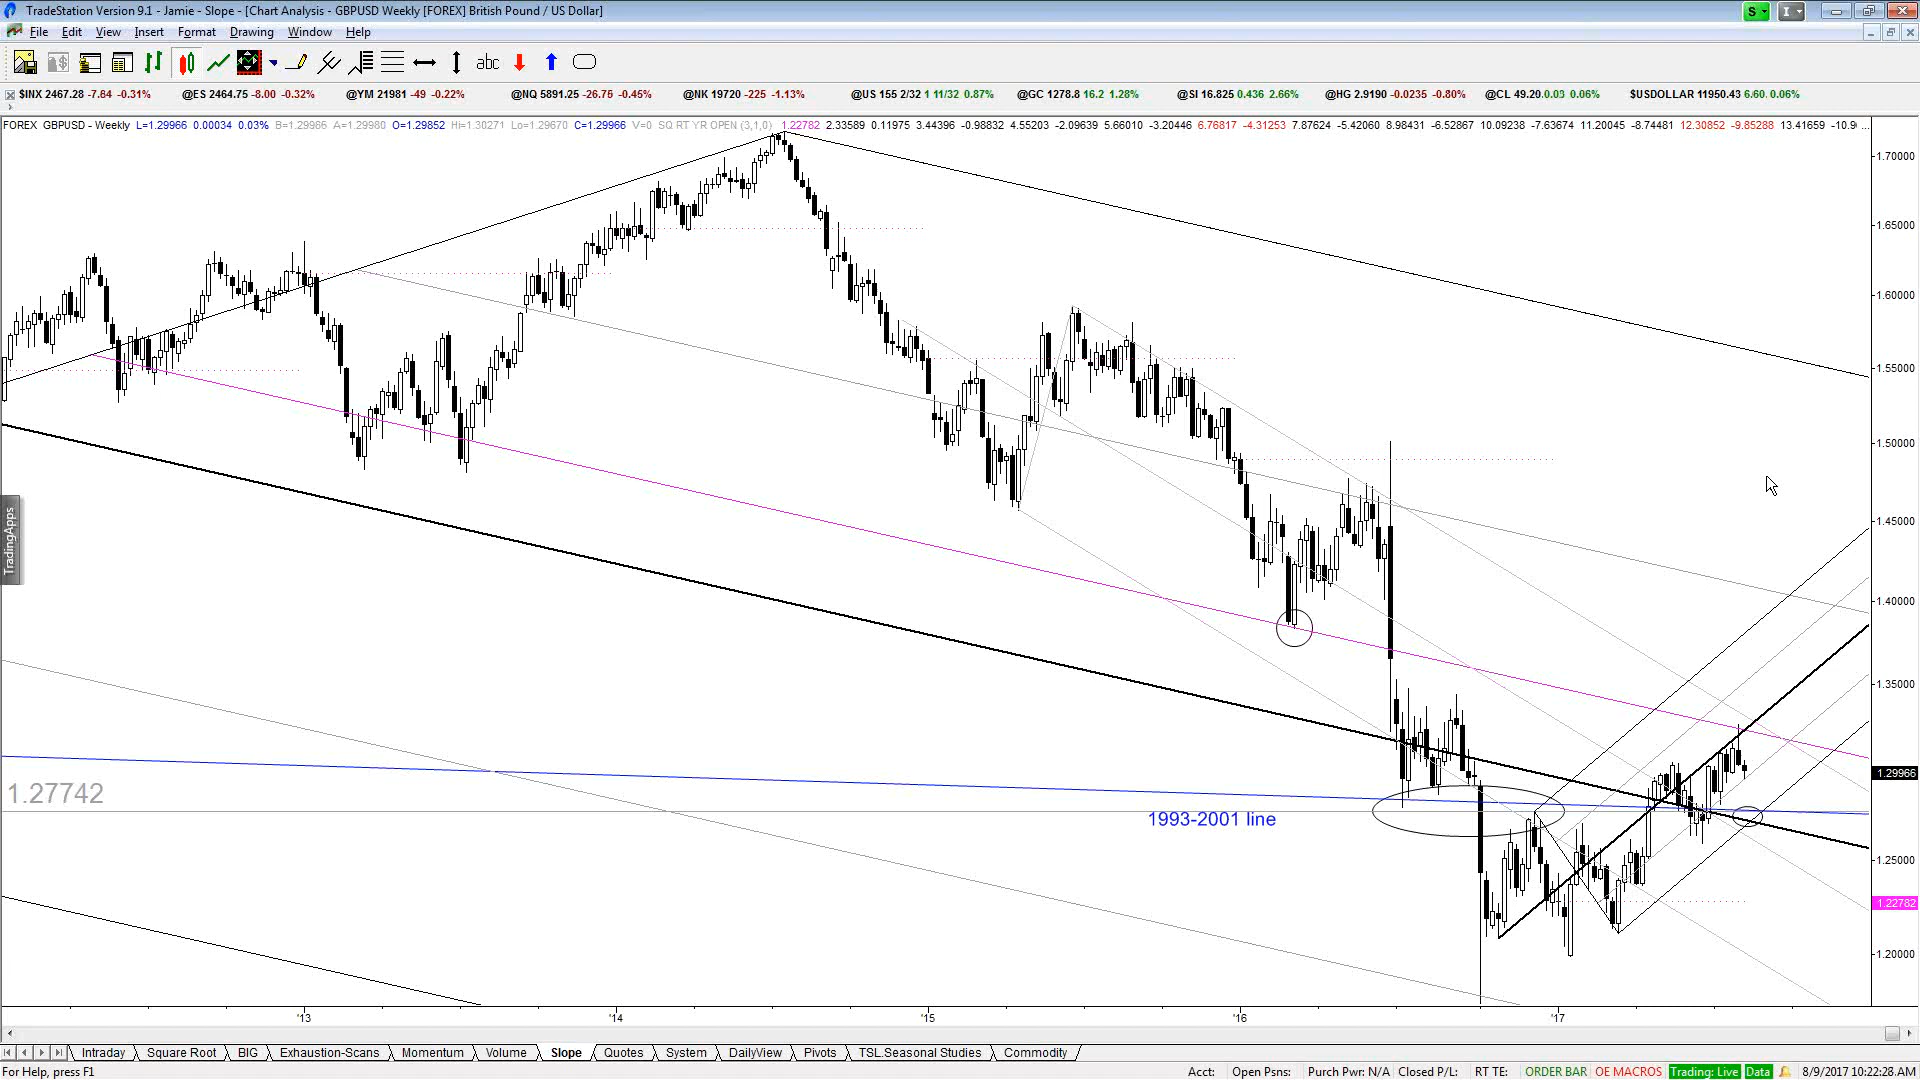 TradeStation Version 9.1 - Jamie - Slope - [Chart Analysis - GBPUSD Weekly [FOREX] British Pound / US Dollar]
S I
File Edit View Insert Format Drawing Window Help
abc
$INX 2467.28 -7.64 -0.31% @ES 2464.75 -8.00 -0.32% @YM 21981 -49 -0.22% @NQ 5891.25 -26.75 -0.45% @NK 19720 -225 -1.13% @US 155 2/32 1 11/32 0.87% @GC 1278.8 16.2 1.28% @SI 16.825 0.436 2.66% @HG 2.9190 -0.0235 -0.80% @CL 49.20 0.03 0.06% $USDOLLAR 11950.43 6.60 0.06%
FOREX GBPUSD - Weekly L=1.29966 0.00034 0.03% B=1.29966 A=1.29980 O=1.29852 Hi=1.30271 Lo=1.29670 C=1.29966 V=0 SQ RT YR OPEN (3,1,0) 1.22782 2.33589 0.11975 3.44396 -0.98832 4.55203 -2.09639 5.66010 -3.20446 6.76817 -4.31253 7.87624 -5.42060 8.98431 -6.52867 10.09238 -7.63674 11.20045 -8.74481 12.30852 -9.85288 13.41659 -10.9 ...
1.70000
1.65000
1.60000
1.55000
1.50000
1.45000
1.40000
1.35000
1.29966
1.25000
1.22782
1.20000
TradingApps
1.27742
1993-2001 line
'13 '14 '15 '16 '17
Intraday Square Root BIG Exhaustion-Scans Momentum Volume Slope Quotes System DailyView Pivots TSL.Seasonal Studies Commodity
For Help, press F1 Acct: Open Psns: Purch Pwr: N/A Closed P/L: RT TE: ORDER BAR OE MACROS Trading: Live Data 8/9/2017 10:22:28 AM